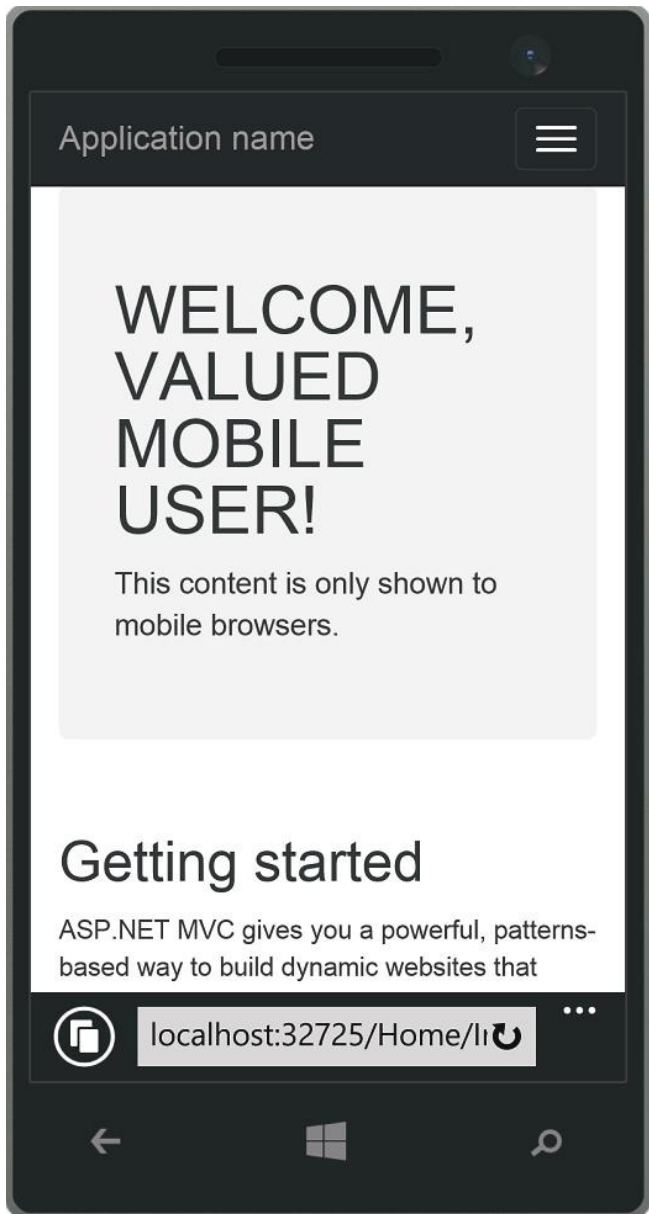 Application name
WELCOME,
VALUED
MOBILE
USER!
This content is only shown to
mobile browsers.
Getting started
ASP.NET MVC gives you a powerful, patterns-
based way to build dynamic websites that
localhost:32725/Home/